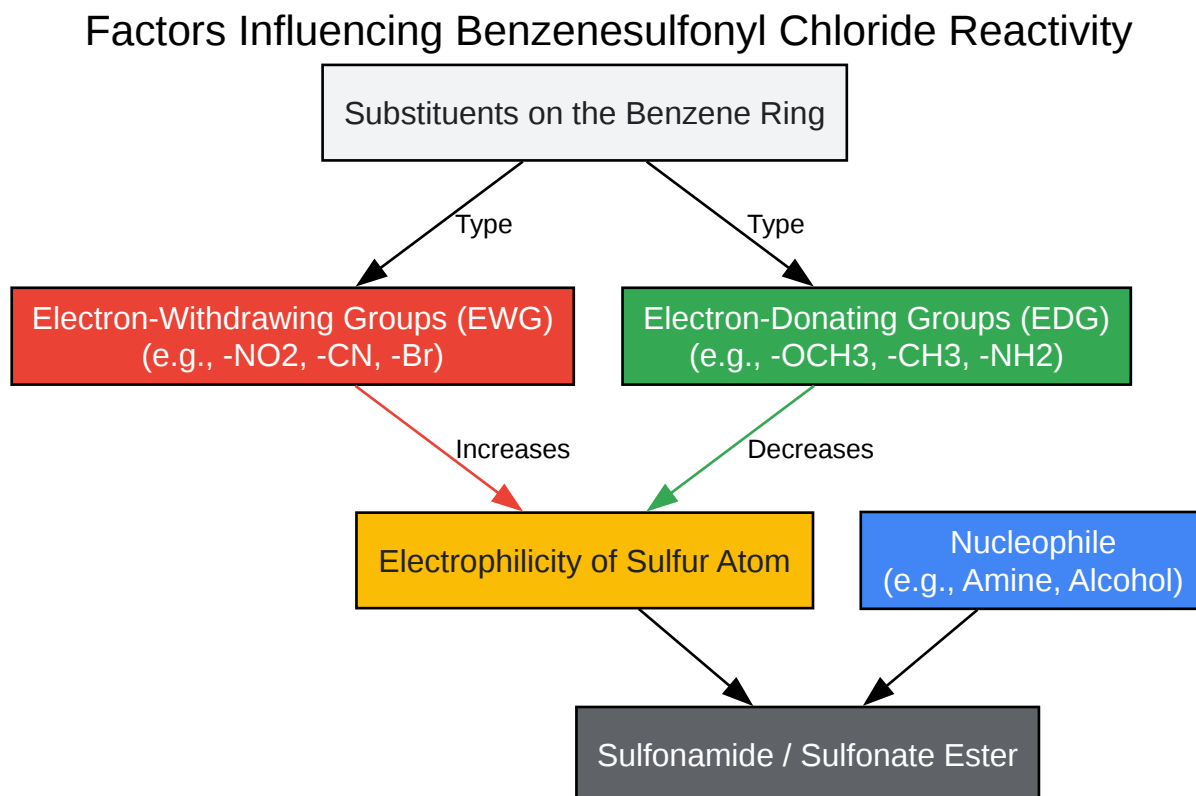 Factors Influencing Benzenesulfonyl Chloride Reactivity
Substituents on the Benzene Ring
Type
Type
Electron-Withdrawing Groups (EWG)
(e.g., -NO2, -CN, -Br)
Electron-Donating Groups (EDG)
(e.g., -OCH3, -CH3, -NH2)
Increases
Decreases
Electrophilicity of Sulfur Atom
Nucleophile
(e.g., Amine, Alcohol)
Sulfonamide / Sulfonate Ester